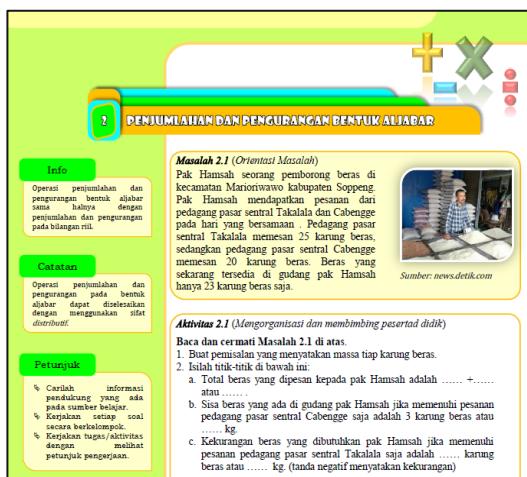 2 PENJUMLAHAN DAN PENGURANGAN BENTUK ALJABAR
Info
Operasi penjumlahan dan
pengurangan bentuk aljabar
sama halnya dengan
penjumlahan dan pengurangan
pada bilangan riil.
Catatan
Operasi penjumlahan dan
pengurangan pada bentuk
aljabar dapat diselesaikan
dengan menggunakan sifat
distributif.
Petunjuk
Carilah informasi
pendukung yang ada
pada sumber belajar.
Kerjakan setiap soal
secara berkelompok.
Kerjakan tugas/aktivitas
dengan melihat
petunjuk pengerjaan.
Masalah 2.1 (Orientasi Masalah)
Pak Hamsah seorang pemborong beras di
kecamatan Marioriwawo kabupaten Soppeng.
Pak Hamsah mendapatkan pesanan dari
pedagang pasar sentral Takalala dan Cabengge
pada hari yang bersamaan . Pedagang pasar
sentral Takalala memesan 25 karung beras,
sedangkan pedagang pasar sentral Cabengge
memesan 20 karung beras. Beras yang
sekarang tersedia di gudang pak Hamsah
hanya 23 karung beras saja.
Sumber: news.detik.com
Aktivitas 2.1 (Mengorganisasi dan membimbing pesertad didik)
Baca dan cermati Masalah 2.1 di atas.
1. Buat pemisalan yang menyatakan massa tiap karung beras.
2. Isilah titik-titik di bawah ini:
a. Total beras yang dipesan kepada pak Hamsah adalah ...... +......
atau ...... .
b. Sisa beras yang ada di gudang pak Hamsah jika memenuhi pesanan
pedagang pasar sentral Cabengge saja adalah 3 karung beras atau
...... kg.
c. Kekurangan beras yang dibutuhkan pak Hamsah jika memenuhi
pesanan pedagang pasar sentral Takalala saja adalah ...... karung
beras atau ...... kg. (tanda negatif menyatakan kekurangan)